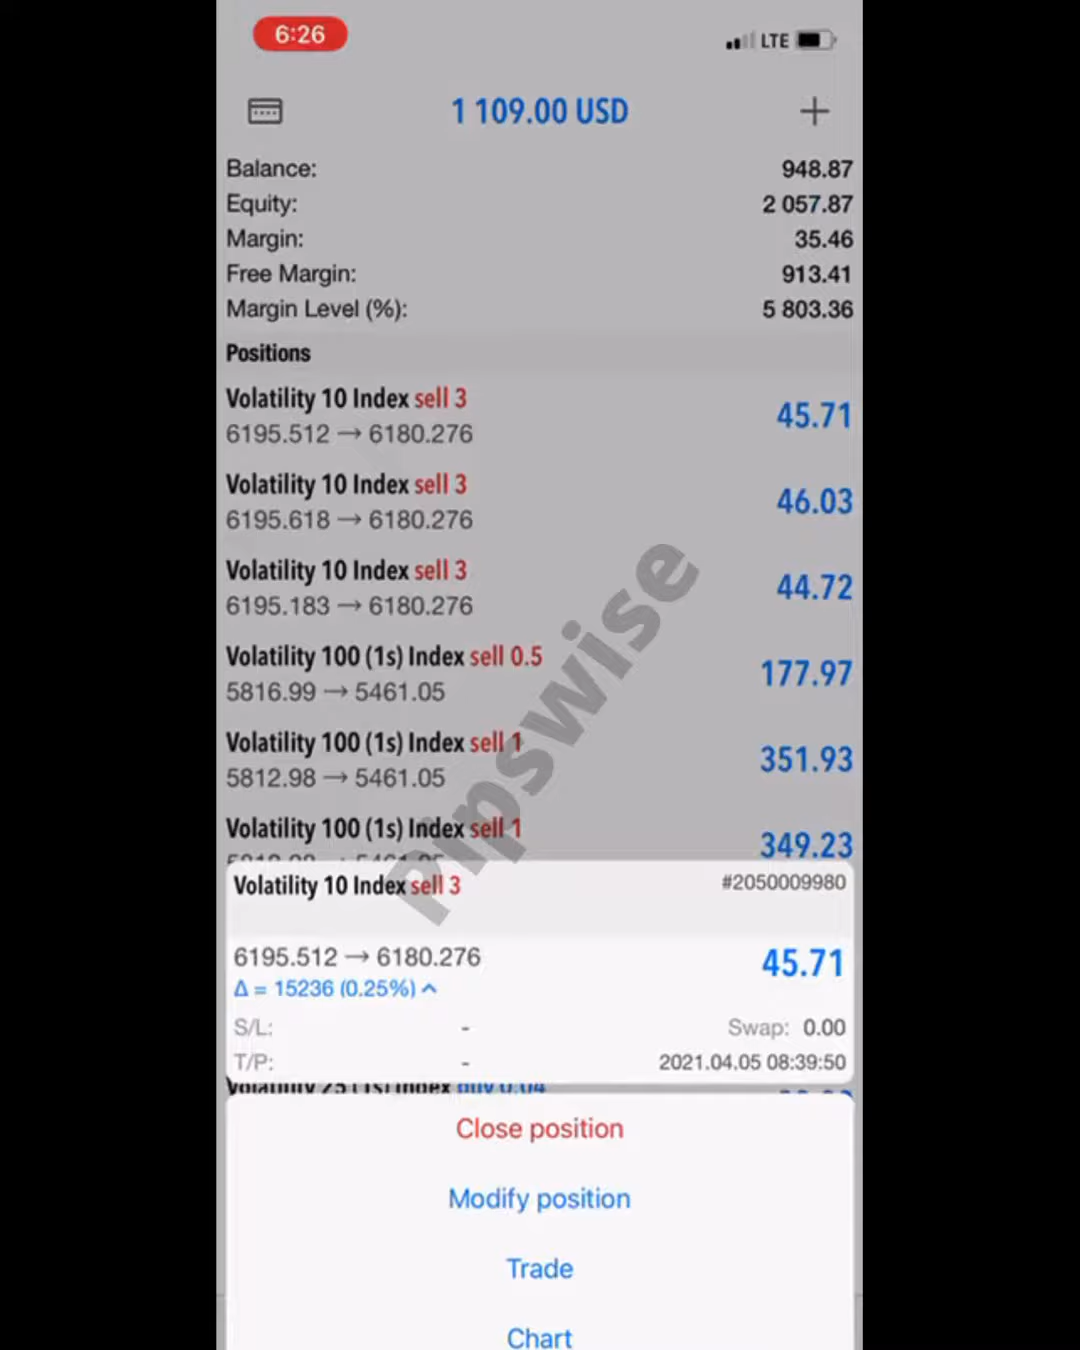 6:26
LTE
1 109.00 USD
Balance: 948.87
Equity: 2 057.87
Margin: 35.46
Free Margin: 913.41
Margin Level (%): 5 803.36
Positions
Volatility 10 Index sell 3
6195.512 → 6180.276 45.71
Volatility 10 Index sell 3
6195.618 → 6180.276 46.03
Volatility 10 Index sell 3
6195.183 → 6180.276 44.72
Volatility 100 (1s) Index sell 0.5
5816.99 → 5461.05 177.97
Volatility 100 (1s) Index sell 1
5812.98 → 5461.05 351.93
Volatility 100 (1s) Index sell 1
349.23
Pipswise
Volatility 10 Index sell 3 #2050009980
6195.512 → 6180.276 45.71
Δ = 15236 (0.25%)
S/L: - Swap: 0.00
T/P: - 2021.04.05 08:39:50
Close position
Modify position
Trade
Chart